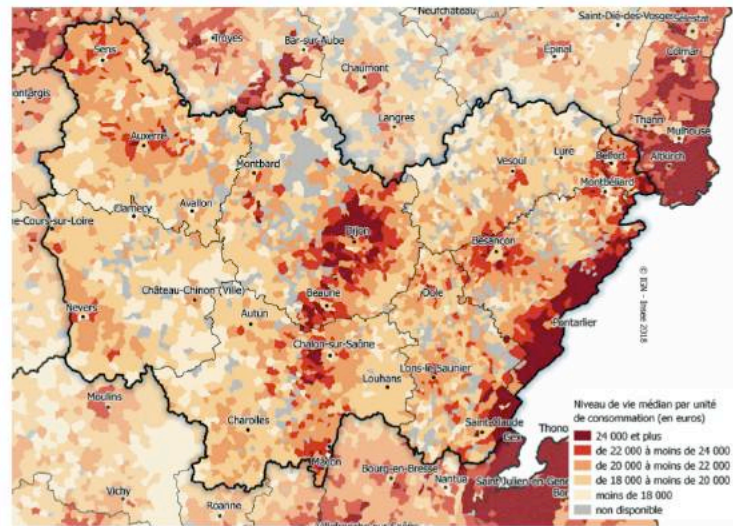 Neufchâteau
Saint-Dié-des-Vosges
Sélestat
Troyes
Bar-sur-Aube
Épinal
Colmar
Sens
Chaumont
Langres
Thann
Mulhouse
Auxerre
Montbard
Vesoul
Lure
Belfort
Altkirch
Montbéliard
Clamecy
Avallon
Dijon
Besançon
© IGN - Insee 2018
Château-Chinon (Ville)
Beaune
Dole
Nevers
Autun
Pontarlier
Chalon-sur-Saône
Louhans
Lons-le-Saunier
Moulins
Charolles
Saint-Claude
Gex
Thono
Mâcon
Bourg-en-Bresse
Nantua
Saint-Julien-en-Gene
Vichy
Roanne
Niveau de vie médian par unité
de consommation (en euros)
24 000 et plus
de 22 000 à moins de 24 000
de 20 000 à moins de 22 000
de 18 000 à moins de 20 000
moins de 18 000
non disponible